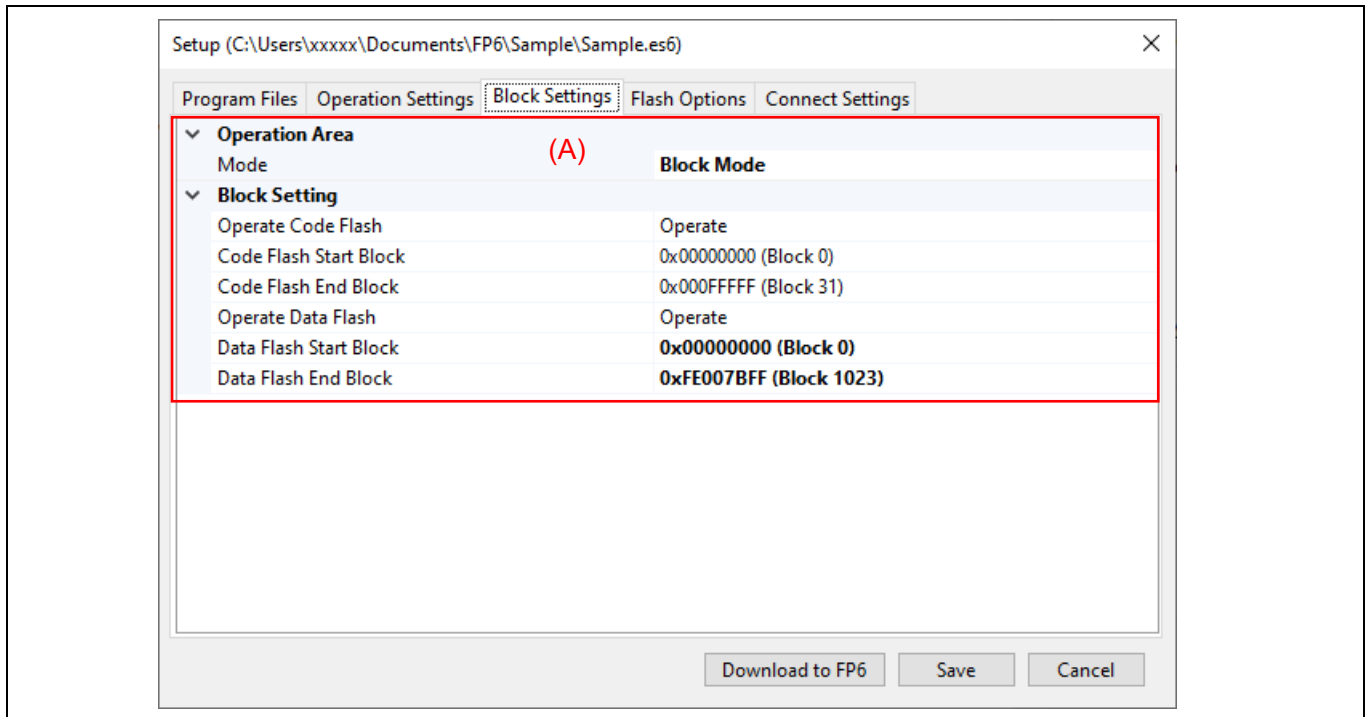 Setup (C:\Users\xxxxx\Documents\FP6\Sample\Sample.es6)
Program Files Operation Settings Block Settings Flash Options Connect Settings
Operation Area
(A)
Mode Block Mode
Block Setting
Operate Code Flash Operate
Code Flash Start Block 0x00000000 (Block 0)
Code Flash End Block 0x000FFFFF (Block 31)
Operate Data Flash Operate
Data Flash Start Block 0x00000000 (Block 0)
Data Flash End Block 0xFE007BFF (Block 1023)
Download to FP6 Save Cancel